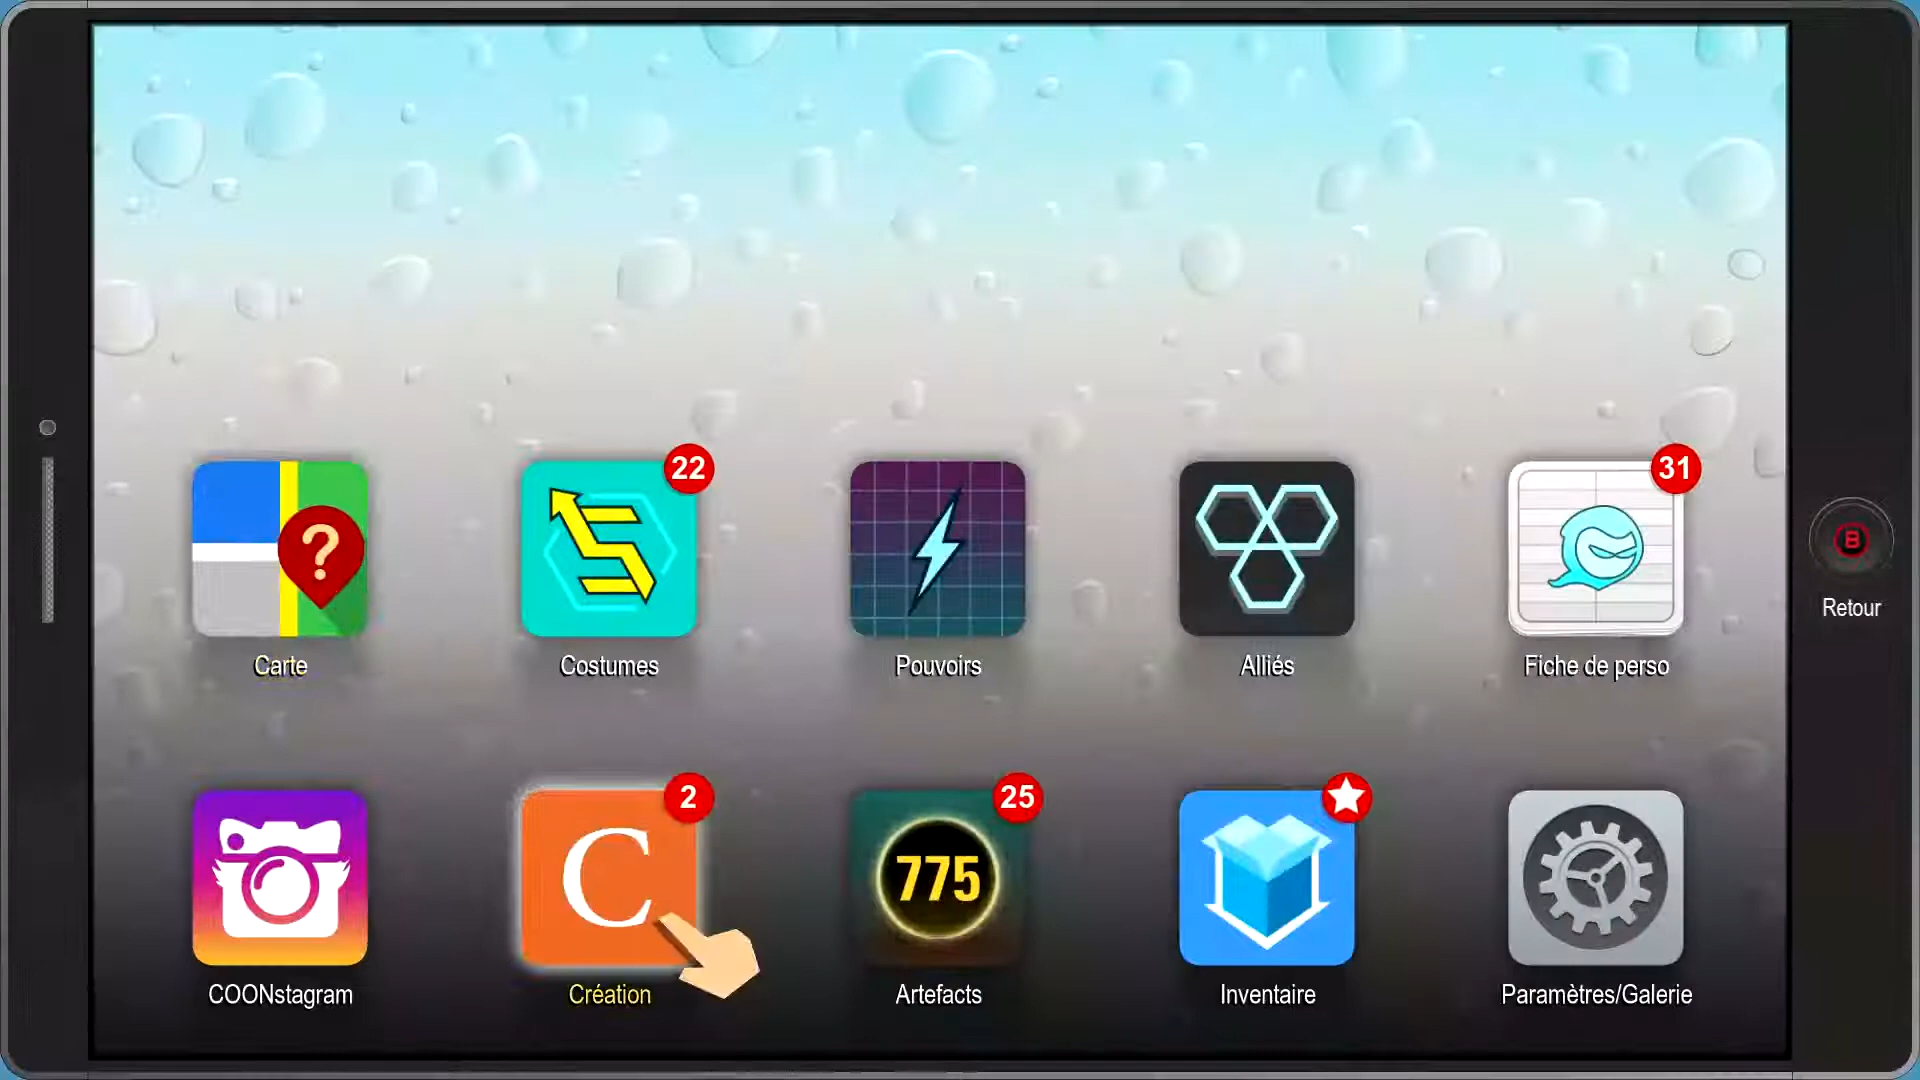 22
31
?
B
Retour
Carte
Costumes
Pouvoirs
Alliés
Fiche de perso
2
25
C
775
COONstagram
Création
Artefacts
Inventaire
Paramètres/Galerie